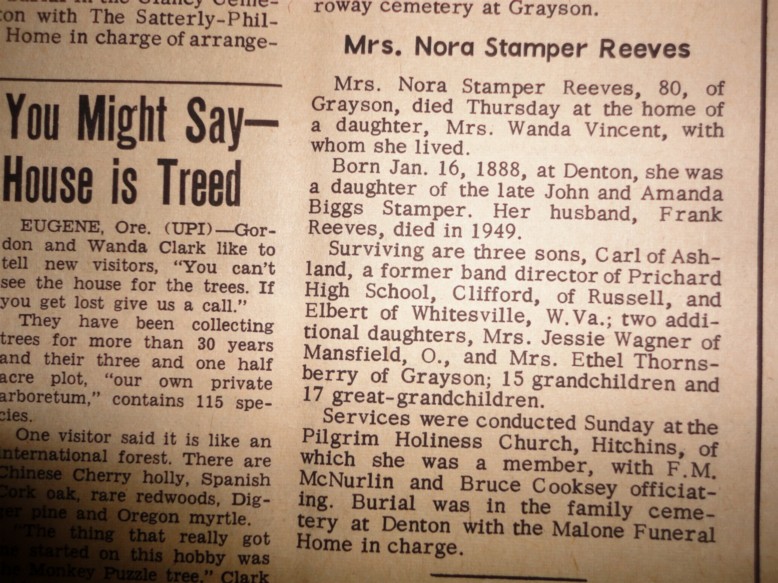 on with The Satterly-Phil-
Home in charge of arrange-
You Might Say—
House is Treed
EUGENE, Ore. (UPI)—Gor-
don and Wanda Clark like to
tell new visitors, "You can't
see the house for the trees. If
you get lost give us a call."
They have been collecting
trees for more than 30 years
and their three and one half
acre plot, "our own private
arboretum," contains 115 spe-
cies.
One visitor said it is like an
international forest. There are
Chinese Cherry holly, Spanish
Cork oak, rare redwoods, Dig-
ger pine and Oregon myrtle.
"The thing that really got
me started on this hobby was
the Monkey Puzzle tree," Clark
roway cemetery at Grayson.
Mrs. Nora Stamper Reeves
Mrs. Nora Stamper Reeves, 80, of
Grayson, died Thursday at the home of
a daughter, Mrs. Wanda Vincent, with
whom she lived.
Born Jan. 16, 1888, at Denton, she was
a daughter of the late John and Amanda
Biggs Stamper. Her husband, Frank
Reeves, died in 1949.
Surviving are three sons, Carl of Ash-
land, a former band director of Prichard
High School, Clifford, of Russell, and
Elbert of Whitesville, W.Va.; two addi-
tional daughters, Mrs. Jessie Wagner of
Mansfield, O., and Mrs. Ethel Thorns-
berry of Grayson; 15 grandchildren and
17 great-grandchildren.
Services were conducted Sunday at the
Pilgrim Holiness Church, Hitchins, of
which she was a member, with F.M.
McNurlin and Bruce Cooksey officiat-
ing. Burial was in the family ceme-
tery at Denton with the Malone Funeral
Home in charge.